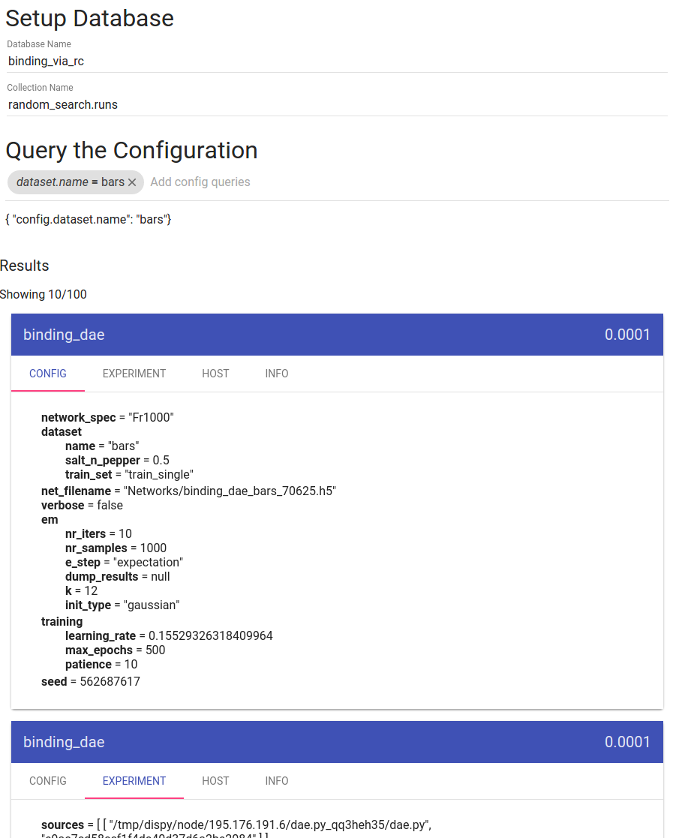 Setup Database
Database Name
binding_via_rc
Collection Name
random_search.runs
Query the Configuration
dataset.name = bars × Add config queries
{ "config.dataset.name": "bars"}
Results
Showing 10/100
binding_dae 0.0001
CONFIG EXPERIMENT HOST INFO
network_spec = "Fr1000"
dataset
name = "bars"
salt_n_pepper = 0.5
train_set = "train_single"
net_filename = "Networks/binding_dae_bars_70625.h5"
verbose = false
em
nr_iters = 10
nr_samples = 1000
e_step = "expectation"
dump_results = null
k = 12
init_type = "gaussian"
training
learning_rate = 0.15529326318409964
max_epochs = 500
patience = 10
seed = 562687617
binding_dae 0.0001
CONFIG EXPERIMENT HOST INFO
sources = [ [ "/tmp/dispy/node/195.176.191.6/dae.py_qq3heh35/dae.py",